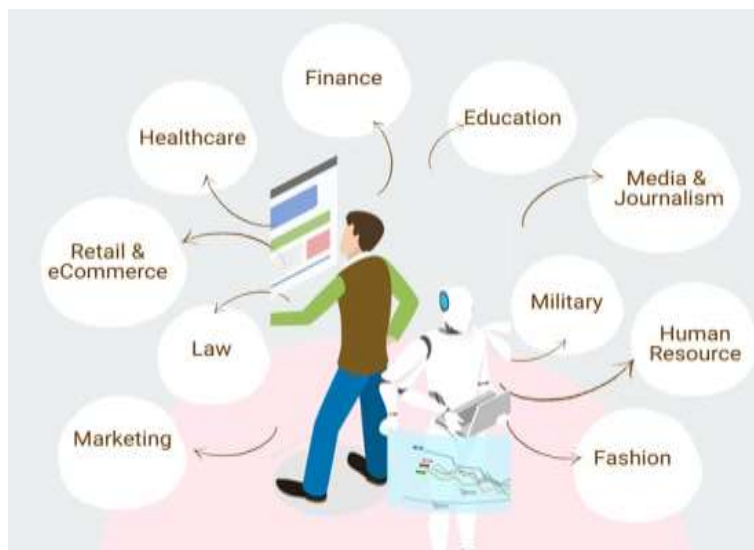 Finance
Education
Healthcare
Media &
Journalism
Retail &
eCommerce
Military
Human
Resource
Law
Marketing
Fashion